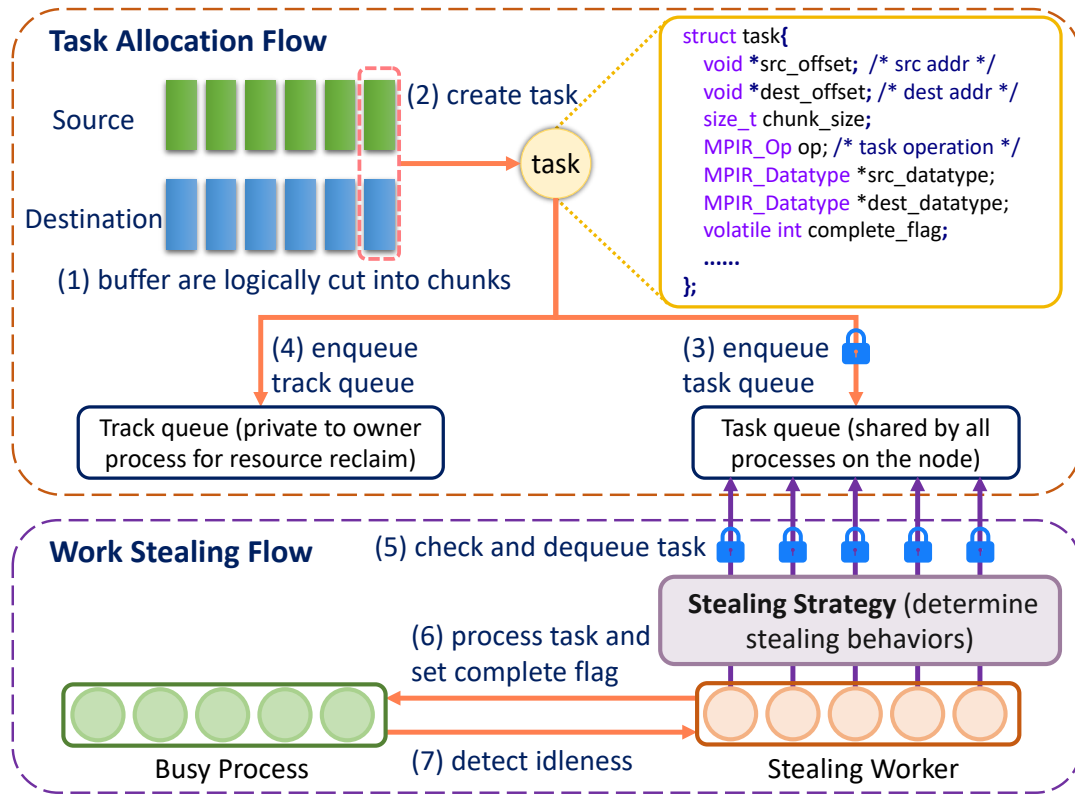 Task Allocation Flow
Source
(2) create task
task
Destination
(1) buffer are logically cut into chunks
struct task{
void *src_offset; /* src addr */
void *dest_offset; /* dest addr */
size_t chunk_size;
MPIR_Op op; /* task operation */
MPIR_Datatype *src_datatype;
MPIR_Datatype *dest_datatype;
volatile int complete_flag;
......
};
(4) enqueue
track queue
(3) enqueue
task queue
Track queue (private to owner
process for resource reclaim)
Task queue (shared by all
processes on the node)
Work Stealing Flow
(5) check and dequeue task
Stealing Strategy (determine
stealing behaviors)
(6) process task and
set complete flag
(7) detect idleness
Busy Process
Stealing Worker